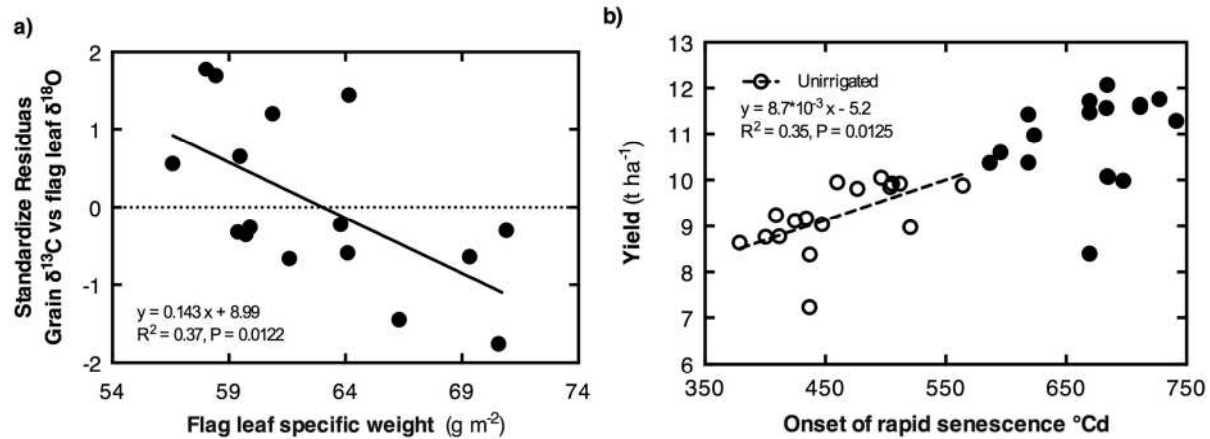 a)
Standardize Residuas
Grain δ¹³C vs flag leaf δ¹⁸O
2
1
0
-1
-2
y = 0.143 x + 8.99
R² = 0.37, P = 0.0122
54
59
64
69
74
Flag leaf specific weight (g m⁻²)
b)
Yield (t ha⁻¹)
13
12
11
10
9
8
7
6
Unirrigated
y = 8.7*10⁻³ x - 5.2
R² = 0.35, P = 0.0125
350
450
550
650
750
Onset of rapid senescence °Cd